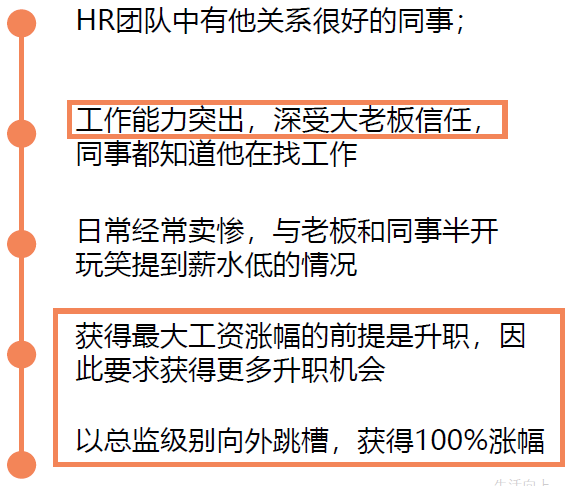 HR团队中有他关系很好的同事；
工作能力突出，深受大老板信任，
同事都知道他在找工作
日常经常卖惨，与老板和同事半开
玩笑提到薪水低的情况
获得最大工资涨幅的前提是升职，因
此要求获得更多升职机会
以总监级别向外跳槽，获得100%涨幅